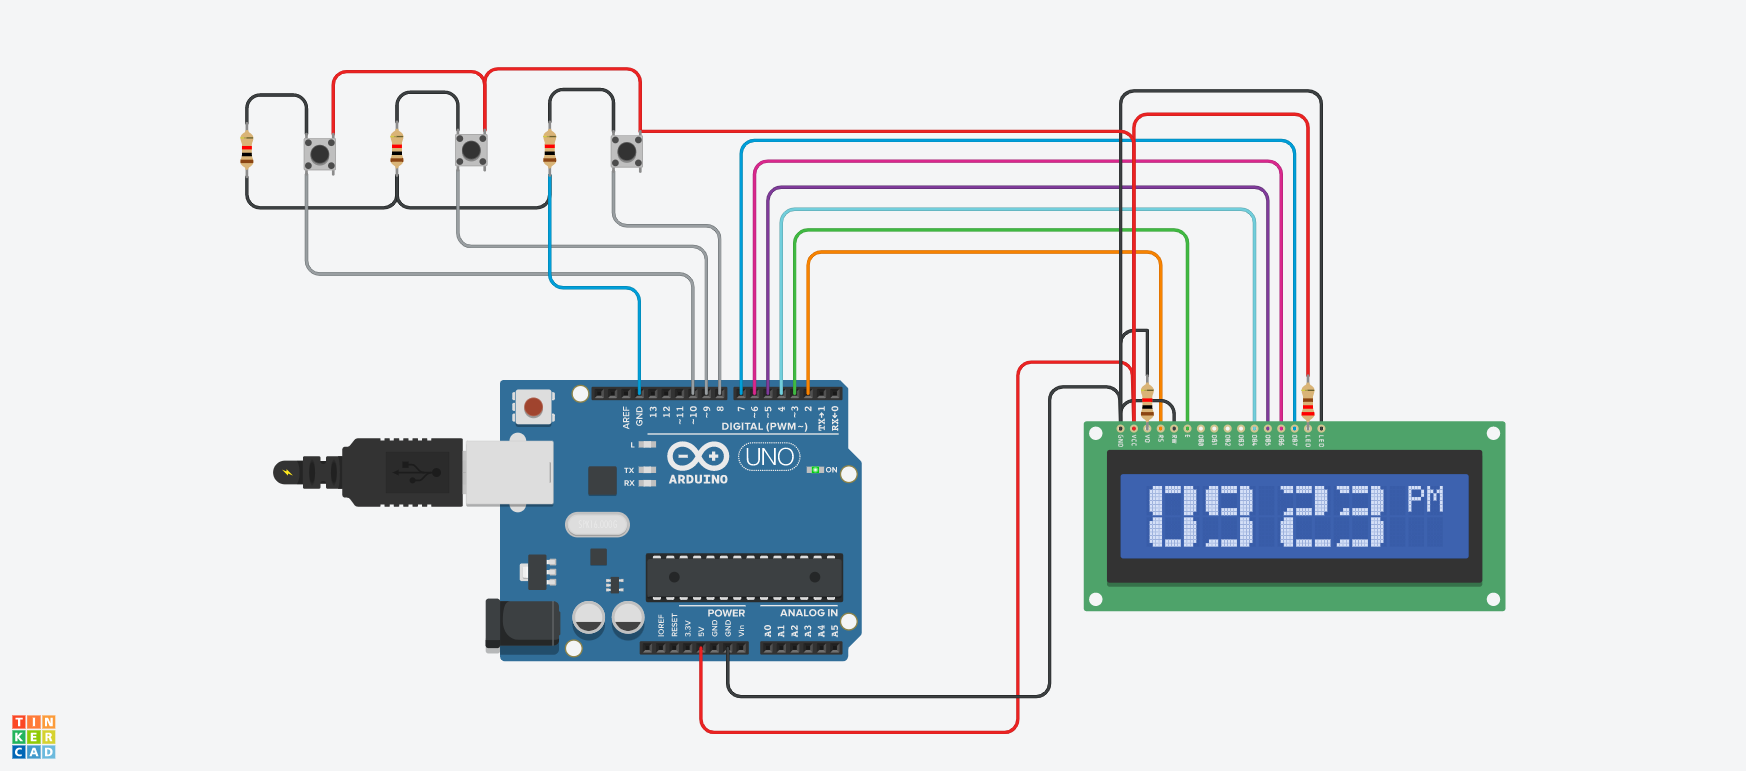 AREF
GND
13
12
~11
~10
~9
8
7
~6
~5
4
~3
2
TX→1
RX←0
DIGITAL (PWM~)
L
TX
RX
ARDUINO
UNO
ON
IOREF
RESET
3.3V
5V
GND
GND
Vin
POWER
ANALOG IN
A0
A1
A2
A3
A4
A5
GND
VCC
V0
RS
RW
E
DB0
DB1
DB2
DB3
DB4
DB5
DB6
DB7
LED
LED
09 23 PM
TIN
KER
CAD